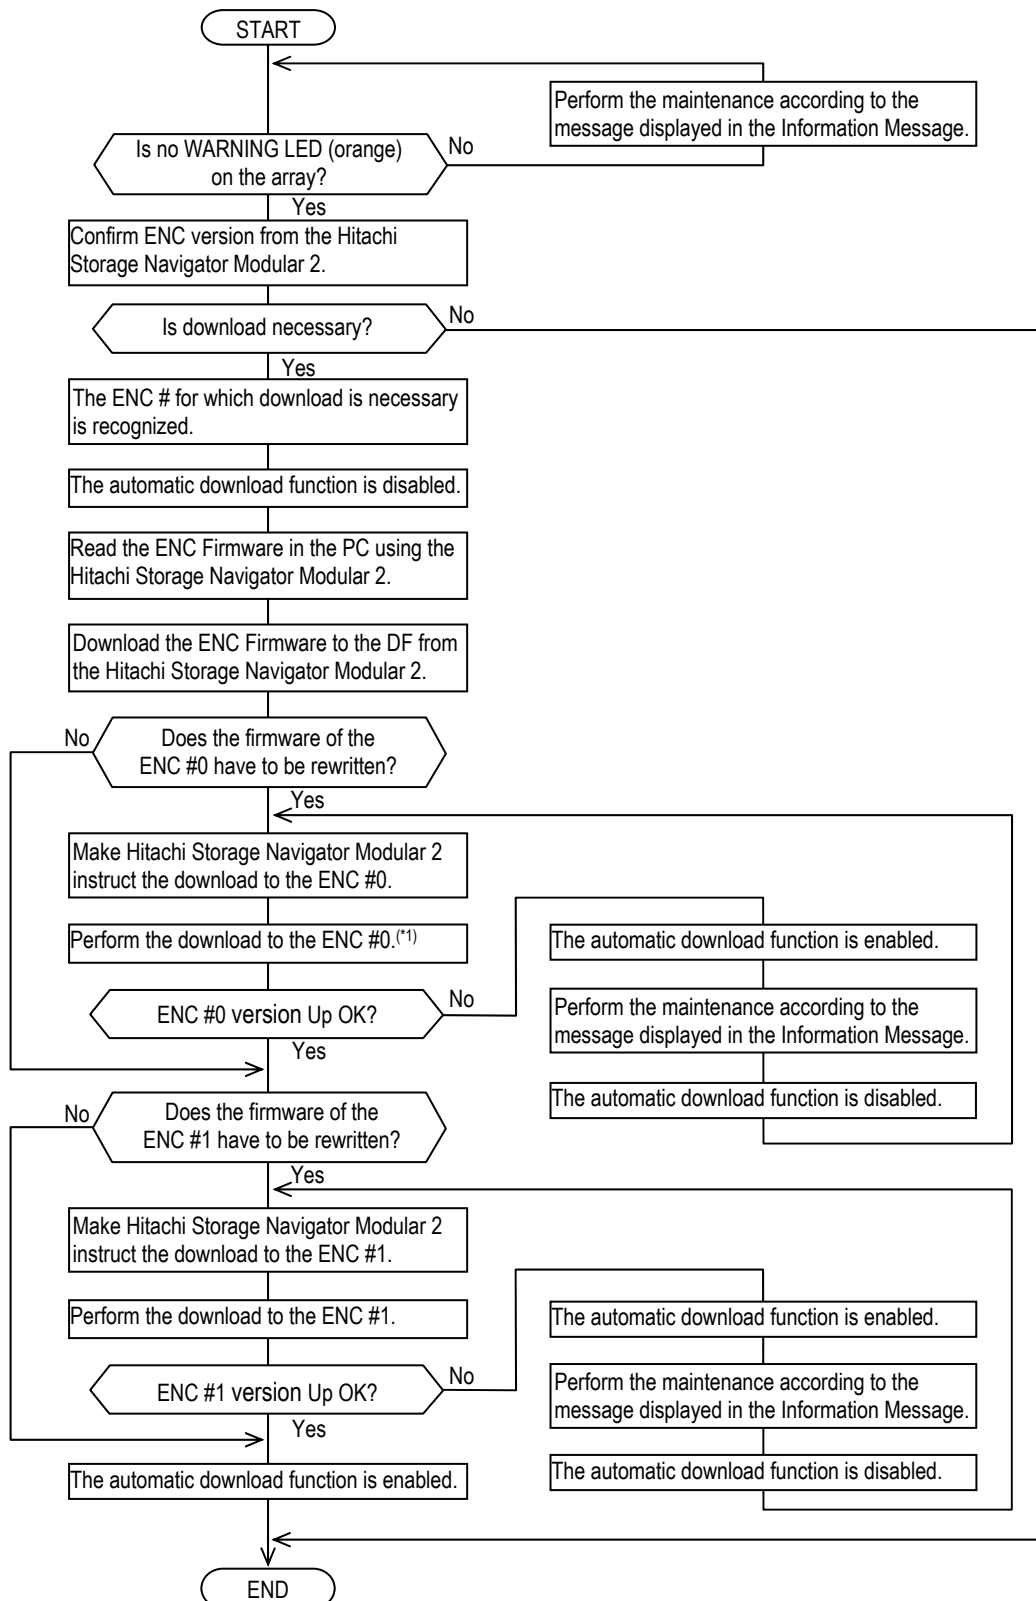 START
Perform the maintenance according to the
message displayed in the Information Message.
Is no WARNING LED (orange)
on the array?
No
Yes
Confirm ENC version from the Hitachi
Storage Navigator Modular 2.
Is download necessary?
No
Yes
The ENC # for which download is necessary
is recognized.
The automatic download function is disabled.
Read the ENC Firmware in the PC using the
Hitachi Storage Navigator Modular 2.
Download the ENC Firmware to the DF from
the Hitachi Storage Navigator Modular 2.
No
Does the firmware of the
ENC #0 have to be rewritten?
Yes
Make Hitachi Storage Navigator Modular 2
instruct the download to the ENC #0.
Perform the download to the ENC #0.(*1)
ENC #0 version Up OK?
No
The automatic download function is enabled.
Perform the maintenance according to the
message displayed in the Information Message.
The automatic download function is disabled.
Yes
No
Does the firmware of the
ENC #1 have to be rewritten?
Yes
Make Hitachi Storage Navigator Modular 2
instruct the download to the ENC #1.
Perform the download to the ENC #1.
ENC #1 version Up OK?
No
The automatic download function is enabled.
Perform the maintenance according to the
message displayed in the Information Message.
The automatic download function is disabled.
Yes
The automatic download function is enabled.
END